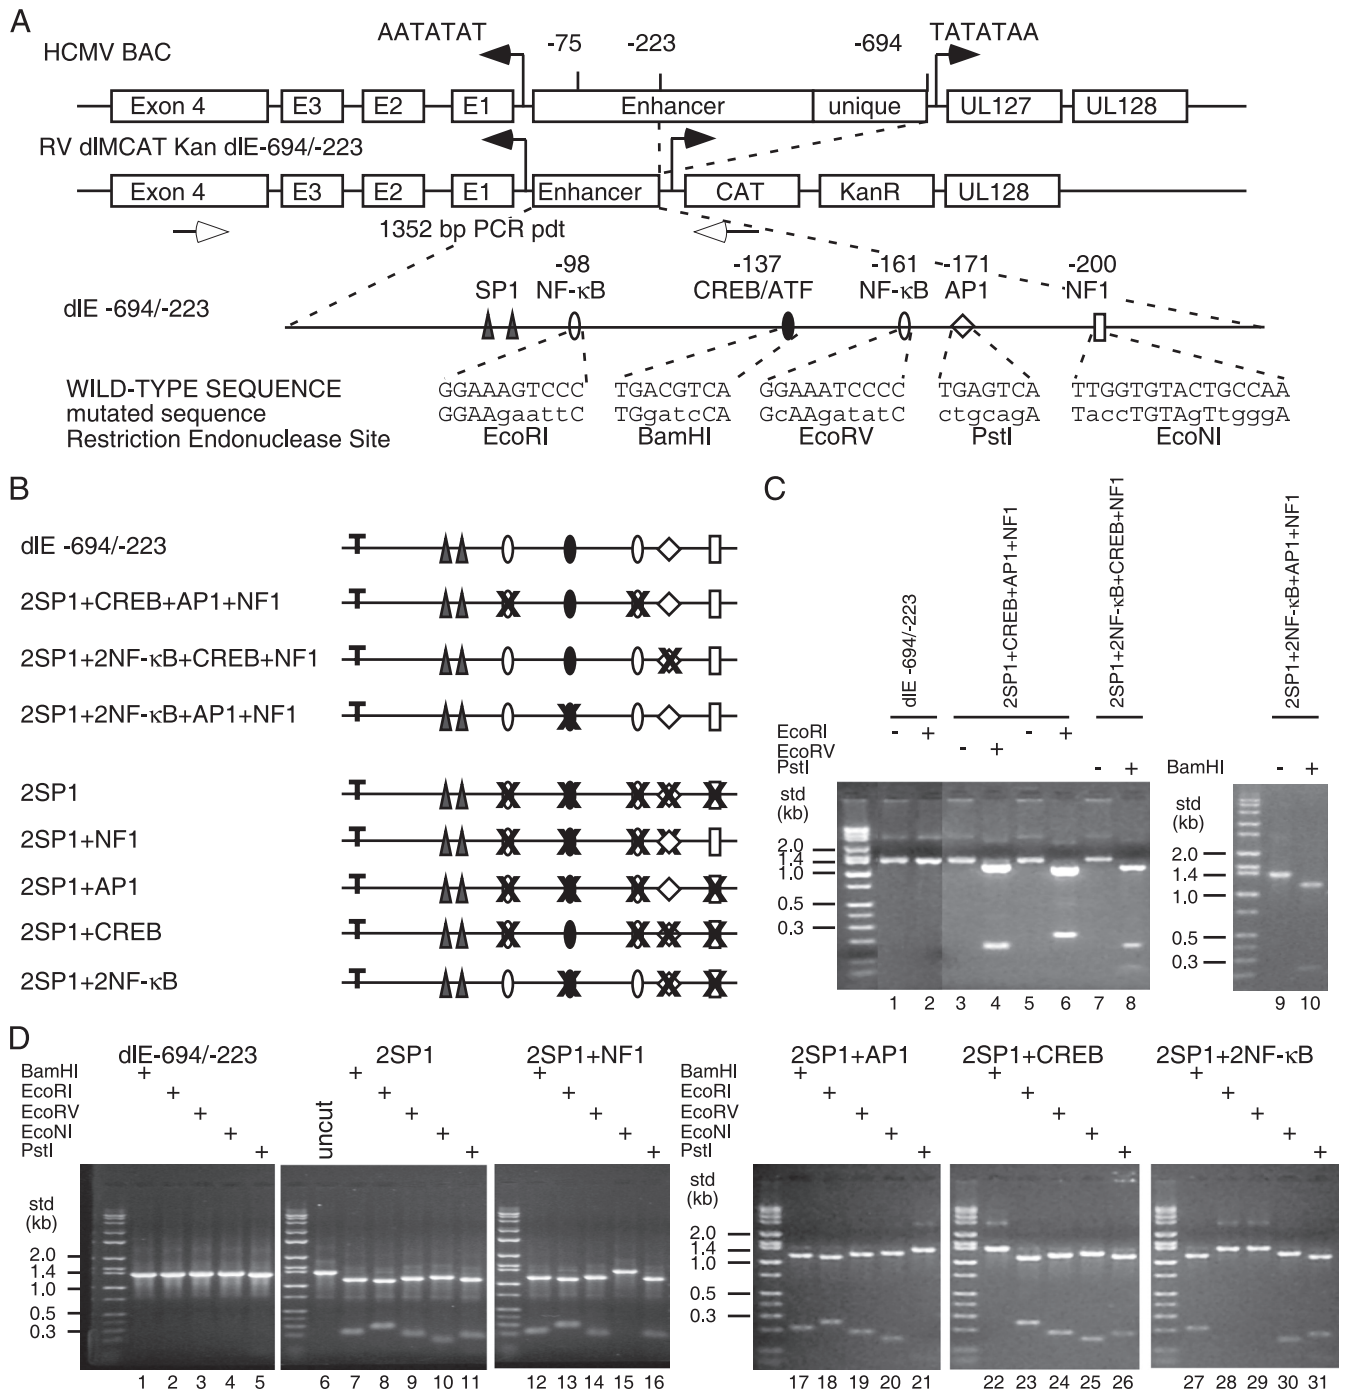 A
HCMV BAC
AATATAT
-75
-223
-694
TATATAA
Exon 4 E3 E2 E1 Enhancer unique UL127 UL128
RV dlMCAT Kan dlE-694/-223
Exon 4 E3 E2 E1 Enhancer CAT KanR UL128
1352 bp PCR pdt
-98 -137 -161 -171 -200
SP1 NF-κB CREB/ATF NF-κB AP1 NF1
dlE -694/-223
WILD-TYPE SEQUENCE GGAAAGTCCC TGACGTCA GGAAATCCCC TGAGTCA TTGGTGTACTGCCAA
mutated sequence GGAAgaattC TGgatcCA GcAAgatatC ctgcagA TaccTGTAgTtgggA
Restriction Endonuclease Site EcoRI BamHI EcoRV PstI EcoNI
B
dlE -694/-223
2SP1+CREB+AP1+NF1
2SP1+2NF-κB+CREB+NF1
2SP1+2NF-κB+AP1+NF1
2SP1
2SP1+NF1
2SP1+AP1
2SP1+CREB
2SP1+2NF-κB
C
dlE -694/-223
2SP1+CREB+AP1+NF1
2SP1+2NF-κB+CREB+NF1
2SP1+2NF-κB+AP1+NF1
EcoRI - + - +
EcoRV - +
PstI - +
BamHI - +
std
(kb)
2.0
1.4
1.0
0.5
0.3
1 2 3 4 5 6 7 8
std
(kb)
2.0
1.4
1.0
0.5
0.3
9 10
D
dlE-694/-223 2SP1 2SP1+NF1
BamHI + + +
EcoRI + + +
EcoRV + + +
EcoNI + + +
PstI + + +
uncut
std
(kb)
2.0
1.4
1.0
0.5
0.3
1 2 3 4 5 6 7 8 9 10 11 12 13 14 15 16
2SP1+AP1 2SP1+CREB 2SP1+2NF-κB
BamHI + + +
EcoRI + + +
EcoRV + + +
EcoNI + + +
PstI + + +
std
(kb)
2.0
1.4
1.0
0.5
0.3
17 18 19 20 21 22 23 24 25 26 27 28 29 30 31